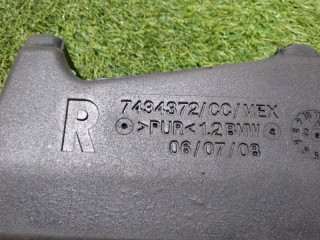 R
7434372/CC/MEX
>PUR<1.2 BMW a
06/07/08